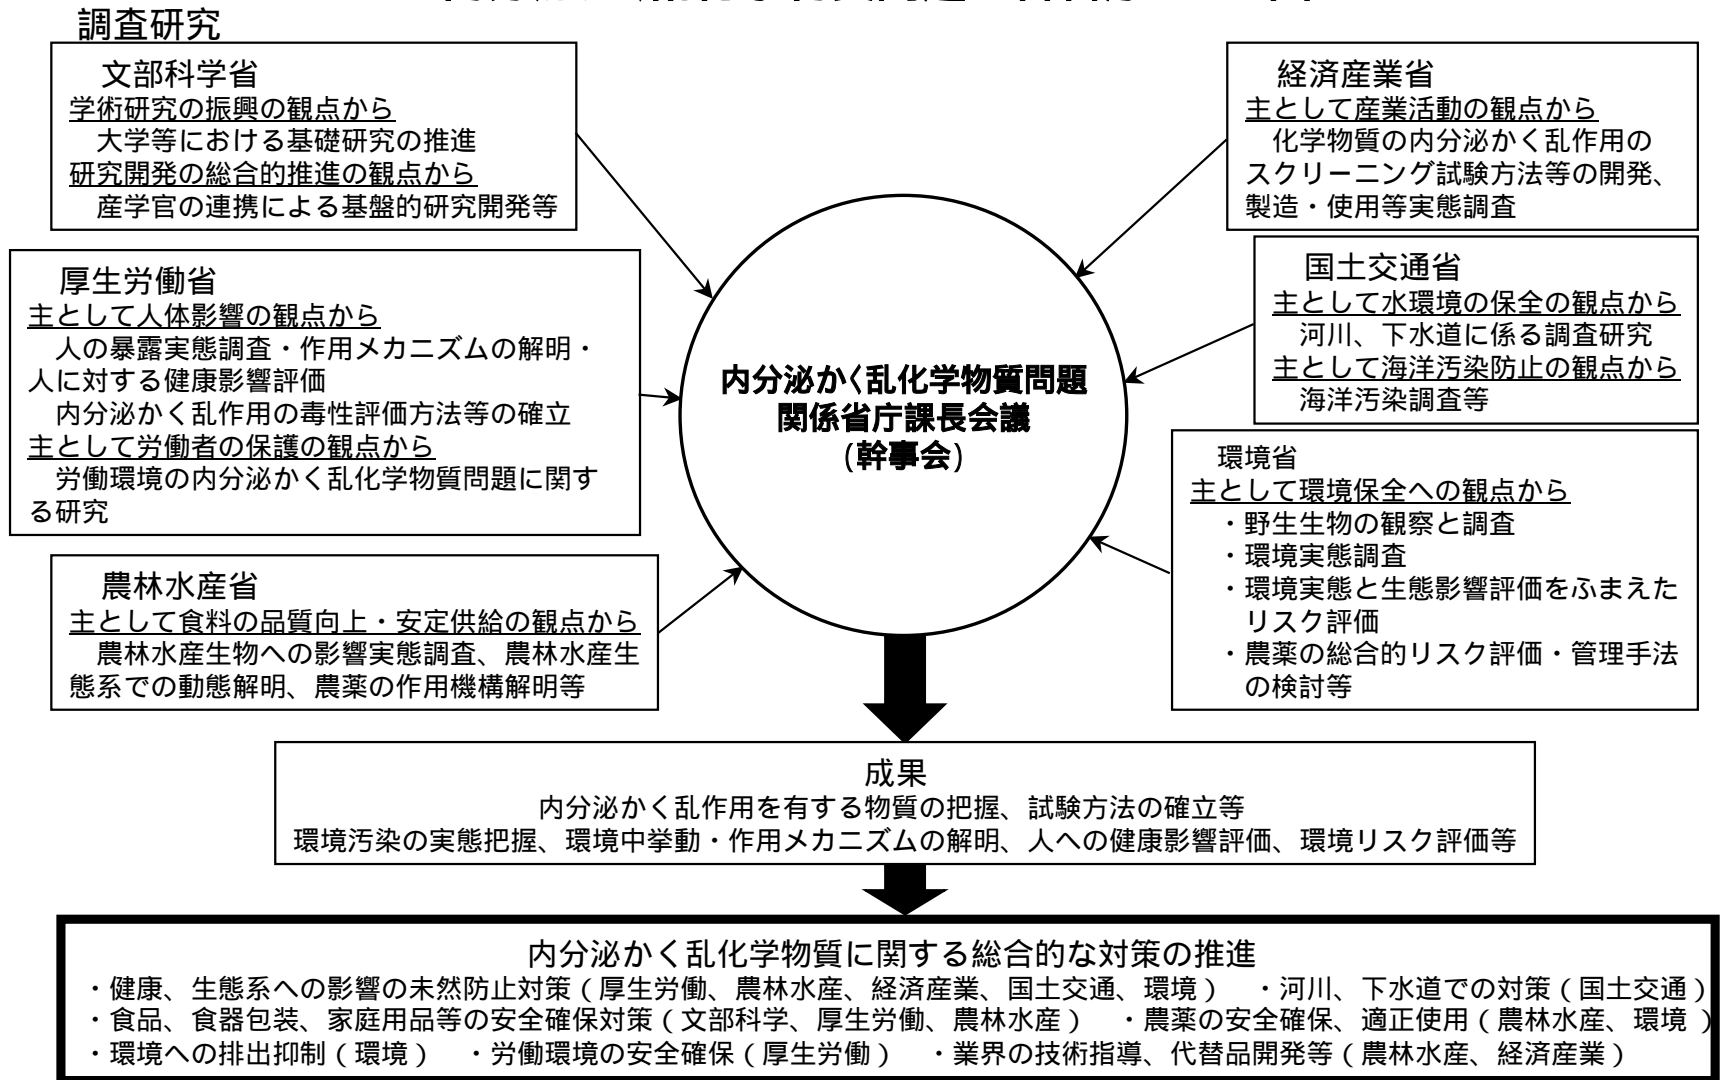 調査研究
文部科学省
学術研究の振興の観点から
大学等における基礎研究の推進
研究開発の総合的推進の観点から
産学官の連携による基盤的研究開発等
厚生労働省
主として人体影響の観点から
人の暴露実態調査・作用メカニズムの解明・
人に対する健康影響評価
内分泌かく乱作用の毒性評価方法等の確立
主として労働者の保護の観点から
労働環境の内分泌かく乱化学物質問題に関す
る研究
農林水産省
主として食料の品質向上・安定供給の観点から
農林水産生物への影響実態調査、農林水産生
態系での動態解明、農薬の作用機構解明等
内分泌かく乱化学物質問題
関係省庁課長会議
(幹事会)
経済産業省
主として産業活動の観点から
化学物質の内分泌かく乱作用の
スクリーニング試験方法等の開発、
製造・使用等実態調査
国土交通省
主として水環境の保全の観点から
河川、下水道に係る調査研究
主として海洋汚染防止の観点から
海洋汚染調査等
環境省
主として環境保全への観点から
・野生生物の観察と調査
・環境実態調査
・環境実態と生態影響評価をふまえた
リスク評価
・農薬の総合的リスク評価・管理手法
の検討等
成果
内分泌かく乱作用を有する物質の把握、試験方法の確立等
環境汚染の実態把握、環境中挙動・作用メカニズムの解明、人への健康影響評価、環境リスク評価等
内分泌かく乱化学物質に関する総合的な対策の推進
・健康、生態系への影響の未然防止対策(厚生労働、農林水産、経済産業、国土交通、環境) ・河川、下水道での対策(国土交通)
・食品、食器包装、家庭用品等の安全確保対策(文部科学、厚生労働、農林水産) ・農薬の安全確保、適正使用(農林水産、環境)
・環境への排出抑制(環境) ・労働環境の安全確保(厚生労働) ・業界の技術指導、代替品開発等(農林水産、経済産業)